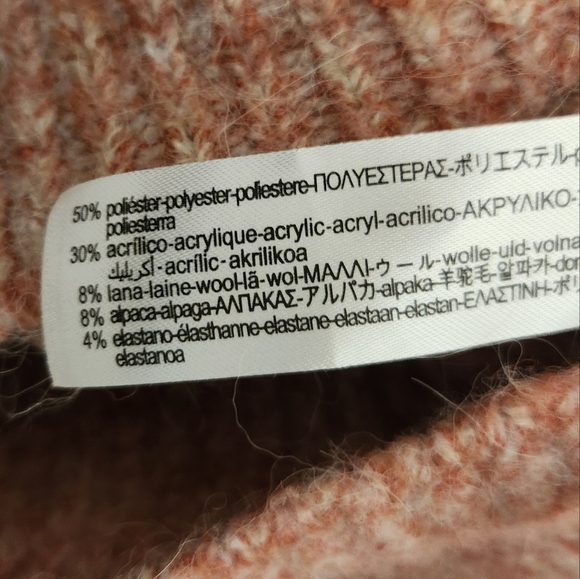 50% poliéster-polyester-poliestere-ΠΟΛΥΕΣΤΕΡΑΣ-ポリエステル-
poliesterra
30% acrílico-acrylique-acrylic-acryl-acrilico-ΑΚΡΥΛΙΚΟ-
أكريليك-acrílic-akrilikoa
8% lana-laine-wool-lã-wol-ΜΑΛΛΙ-ウール-wolle-uld-volna
8% alpaca-alpaga-ΑΛΠΑΚΑΣ-アルパカ-alpaka-羊驼毛-알파카-
4% elastano-élasthanne-elastane-elastaan-elastan-ΕΛΑΣΤΙΝΗ-ポリ
elastanoa